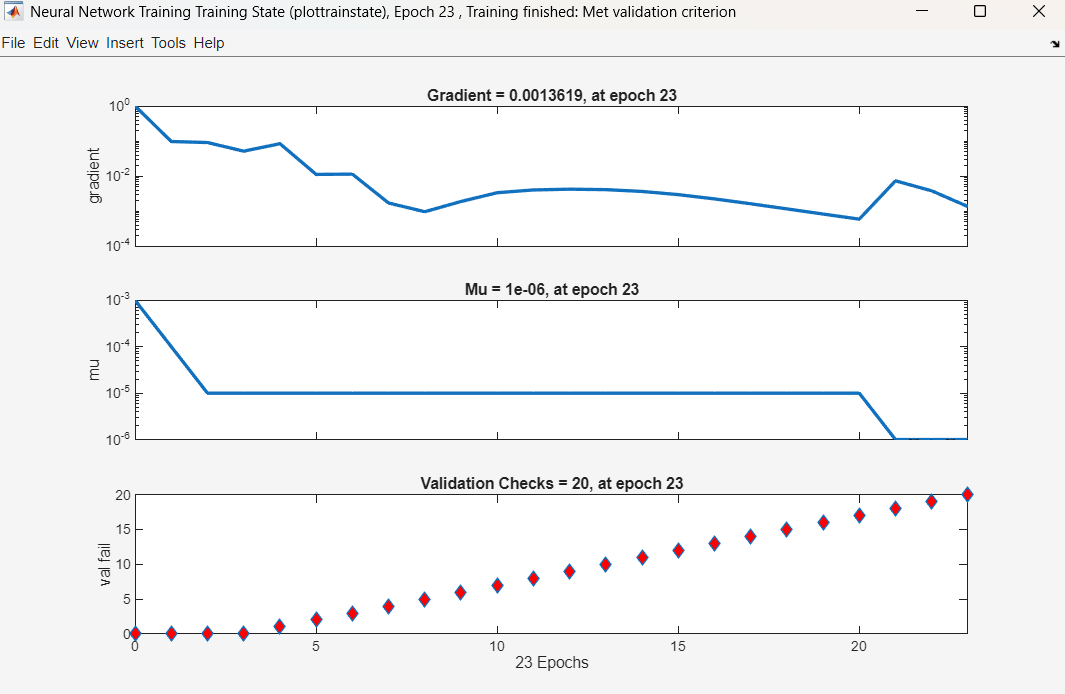 Neural Network Training Training State (plottrainstate), Epoch 23 , Training finished: Met validation criterion
File Edit View Insert Tools Help
Gradient = 0.0013619, at epoch 23
10⁰
10⁻²
10⁻⁴
gradient
Mu = 1e-06, at epoch 23
10⁻³
10⁻⁴
10⁻⁵
10⁻⁶
mu
Validation Checks = 20, at epoch 23
20
15
10
5
0
val fail
0 5 10 15 20
23 Epochs